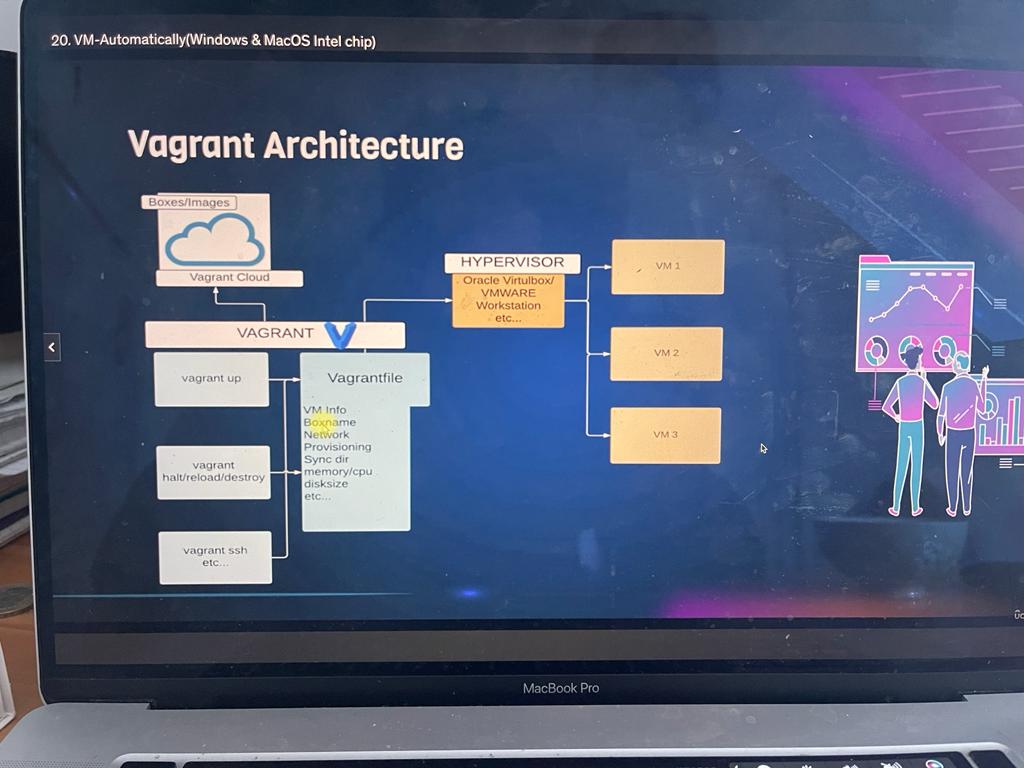 20. VM-Automatically(Windows & MacOS Intel chip)
Vagrant Architecture
Boxes/Images
Vagrant Cloud
VAGRANT
vagrant up
vagrant
halt/reload/destroy
vagrant ssh
etc...
Vagrantfile
VM Info
Boxname
Network
Provisioning
Sync dir
memory/cpu
disksize
etc...
HYPERVISOR
Oracle Virtulbox/
VMWARE
Workstation
etc...
VM 1
VM 2
VM 3
MacBook Pro